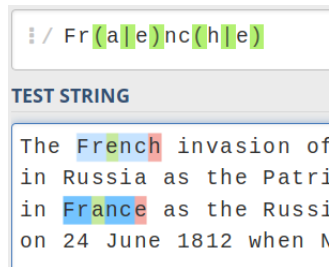 / Fr(a|e)nc(h|e)
TEST STRING
The French invasion of
in Russia as the Patri
in France as the Russi
on 24 June 1812 when N